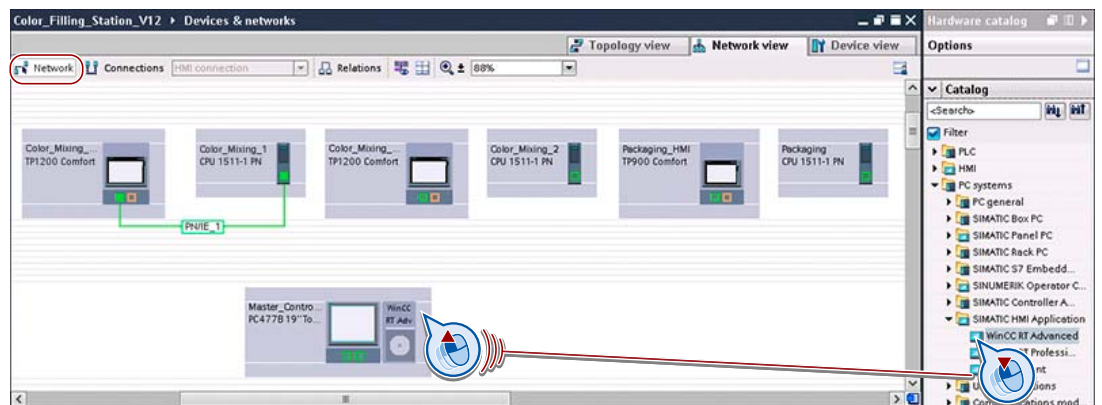 Color_Filling_Station_V12 ▸ Devices & networks
Topology view Network view Device view
Network Connections HMI connection Relations 88%
Color_Mixing_...
TP1200 Comfort
Color_Mixing_1
CPU 1511-1 PN
Color_Mixing_...
TP1200 Comfort
Color_Mixing_2
CPU 1511-1 PN
Packaging_HMI
TP900 Comfort
Packaging
CPU 1511-1 PN
PN/IE_1
Master_Contro...
PC477B 19"To...
WinCC
RT Adv
Hardware catalog
Options
Catalog
<Search>
Filter
PLC
HMI
PC systems
PC general
SIMATIC Box PC
SIMATIC Panel PC
SIMATIC Rack PC
SIMATIC S7 Embedd...
SINUMERIK Operator C...
SIMATIC Controller A...
SIMATIC HMI Application
WinCC RT Advanced
Professi...